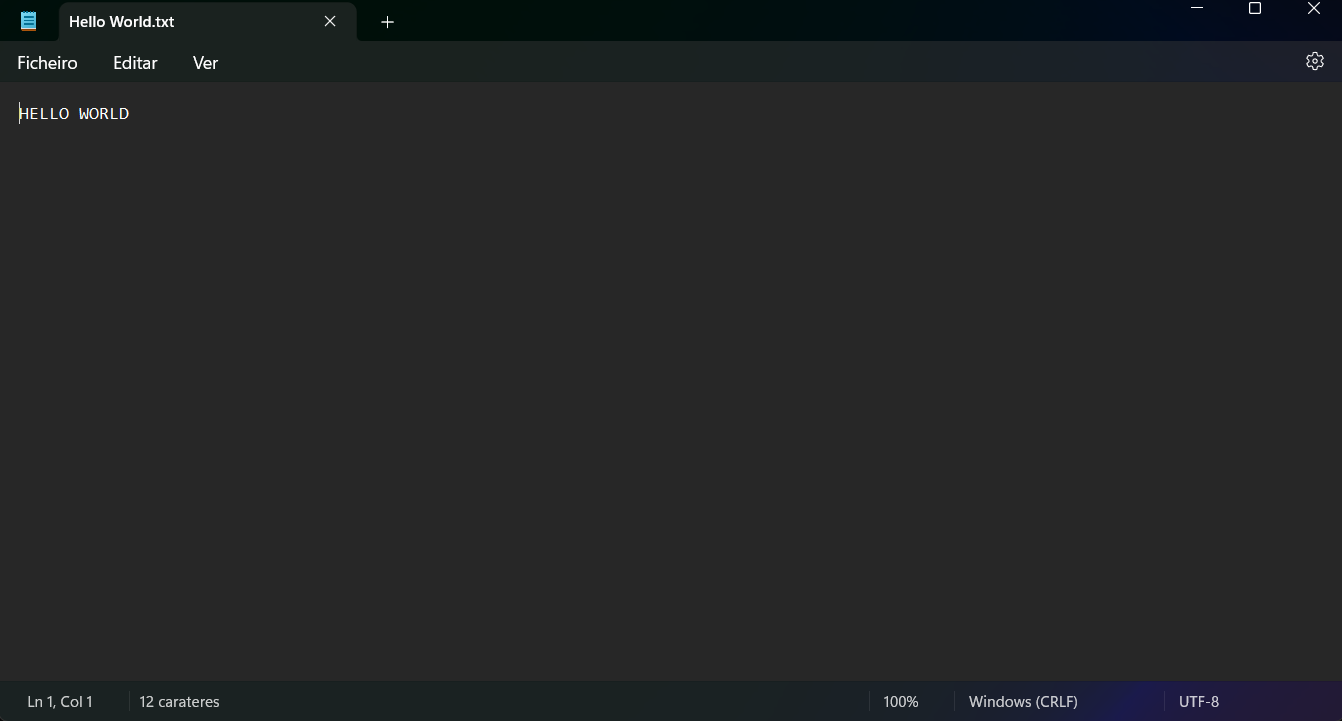 Hello World.txt
Ficheiro Editar Ver
HELLO WORLD
Ln 1, Col 1 12 carateres 100% Windows (CRLF) UTF-8